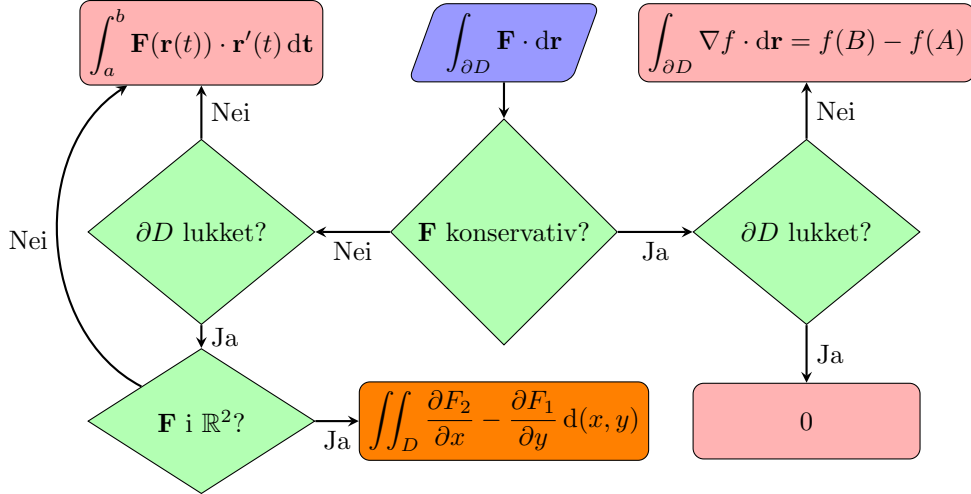 ∫_a^b F(r(t)) · r′(t) dt
∫_{∂D} F · dr
∫_{∂D} ∇f · dr = f(B) − f(A)
Nei
Nei
∂D lukket?
Nei
F konservativ?
Ja
∂D lukket?
Nei
Ja
Ja
F i ℝ²?
Ja
∬_D ∂F₂/∂x − ∂F₁/∂y d(x, y)
0